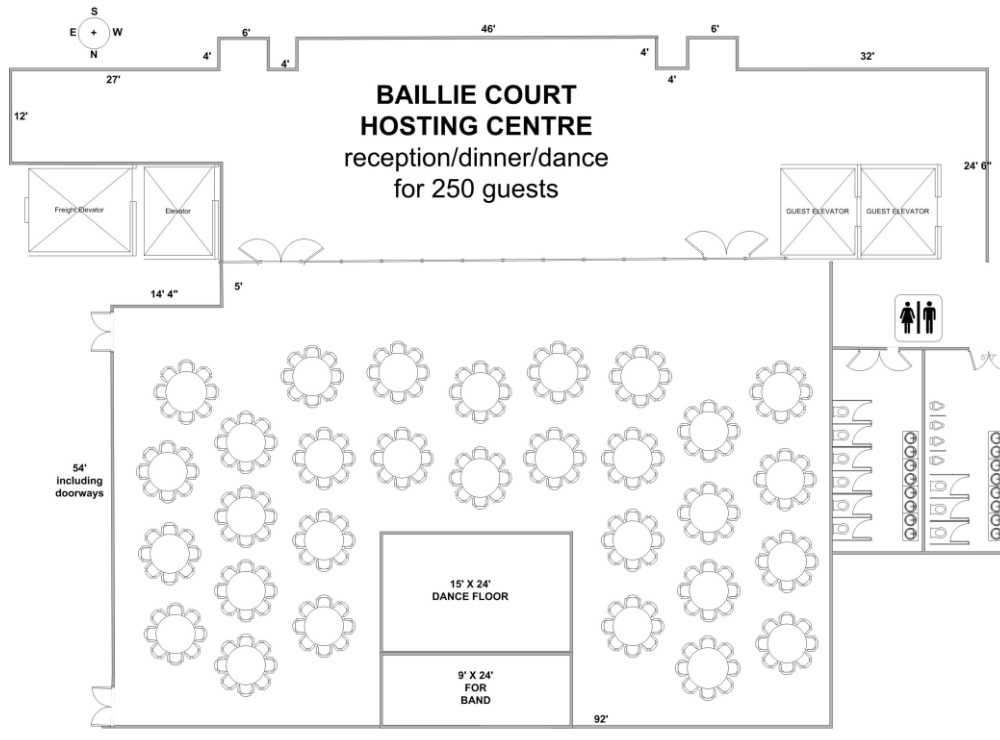 S
E + W
N
6'
46'
6'
4'
4'
4'
4'
27'
32'
12'
BAILLIE COURT
HOSTING CENTRE
reception/dinner/dance
for 250 guests
24' 6"
Freight Elevator
Elevator
GUEST ELEVATOR
GUEST ELEVATOR
5'
14' 4"
54'
including
doorways
15' X 24'
DANCE FLOOR
9' X 24'
FOR
BAND
92'